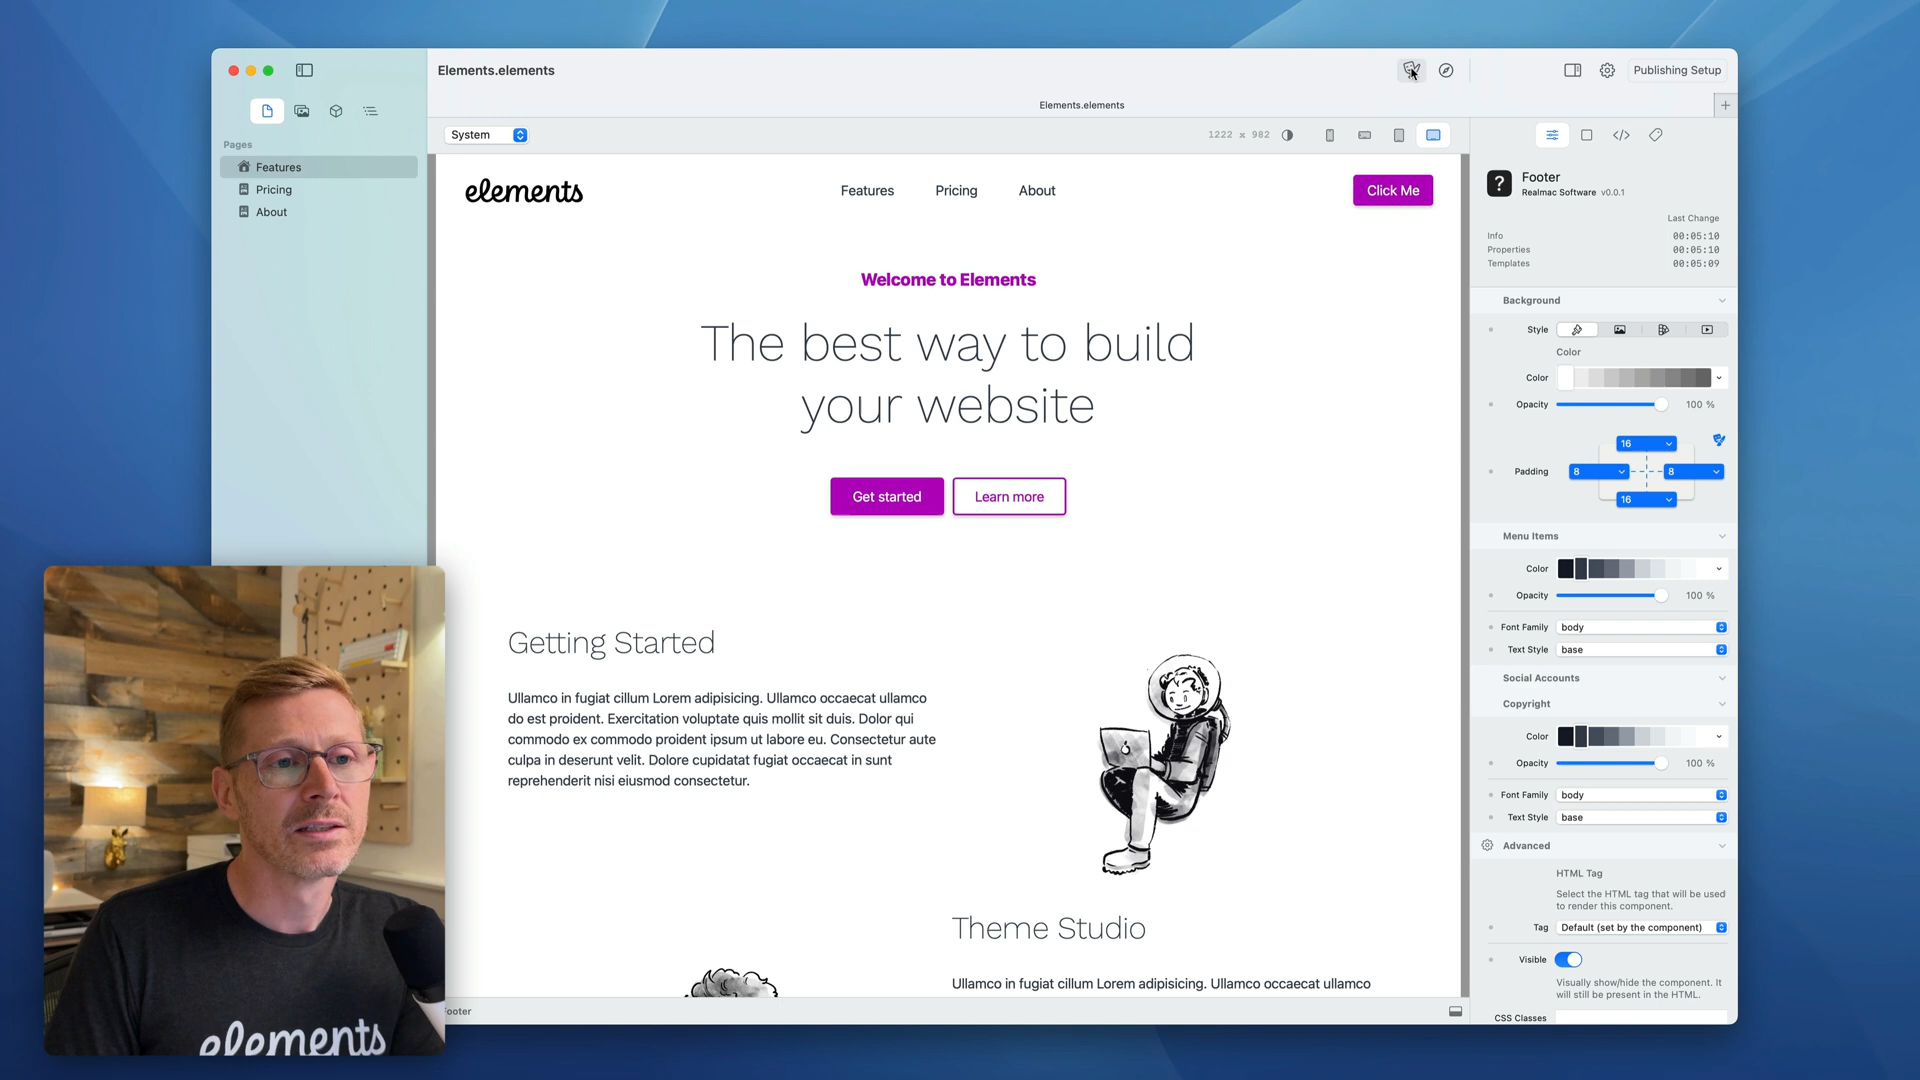 Elements.elements
Publishing Setup
Elements.elements
System
1222 x 982
Pages
Features
Pricing
About
elements
Features
Pricing
About
Click Me
Welcome to Elements
The best way to build
your website
Get started
Learn more
Getting Started
Ullamco in fugiat cillum Lorem adipisicing. Ullamco occaecat ullamco
do est proident. Exercitation voluptate quis mollit sit duis. Dolor qui
commodo ex commodo proident ipsum ut labore eu. Consectetur aute
culpa in deserunt velit. Dolore cupidatat fugiat occaecat in sunt
reprehenderit nisi eiusmod consectetur.
Theme Studio
Ullamco in fugiat cillum Lorem adipisicing. Ullamco occaecat ullamco
ooter
?
Footer
Realmac Software v0.0.1
Last Change
Info 00:05:10
Properties 00:05:10
Templates 00:05:09
Background
Style
Color
Color
Opacity 100 %
16
Padding 8 8
16
Menu Items
Color
Opacity 100 %
Font Family body
Text Style base
Social Accounts
Copyright
Color
Opacity 100 %
Font Family body
Text Style base
Advanced
HTML Tag
Select the HTML tag that will be used
to render this component.
Tag Default (set by the component)
Visible
Visually show/hide the component. It
will still be present in the HTML.
CSS Classes
elements